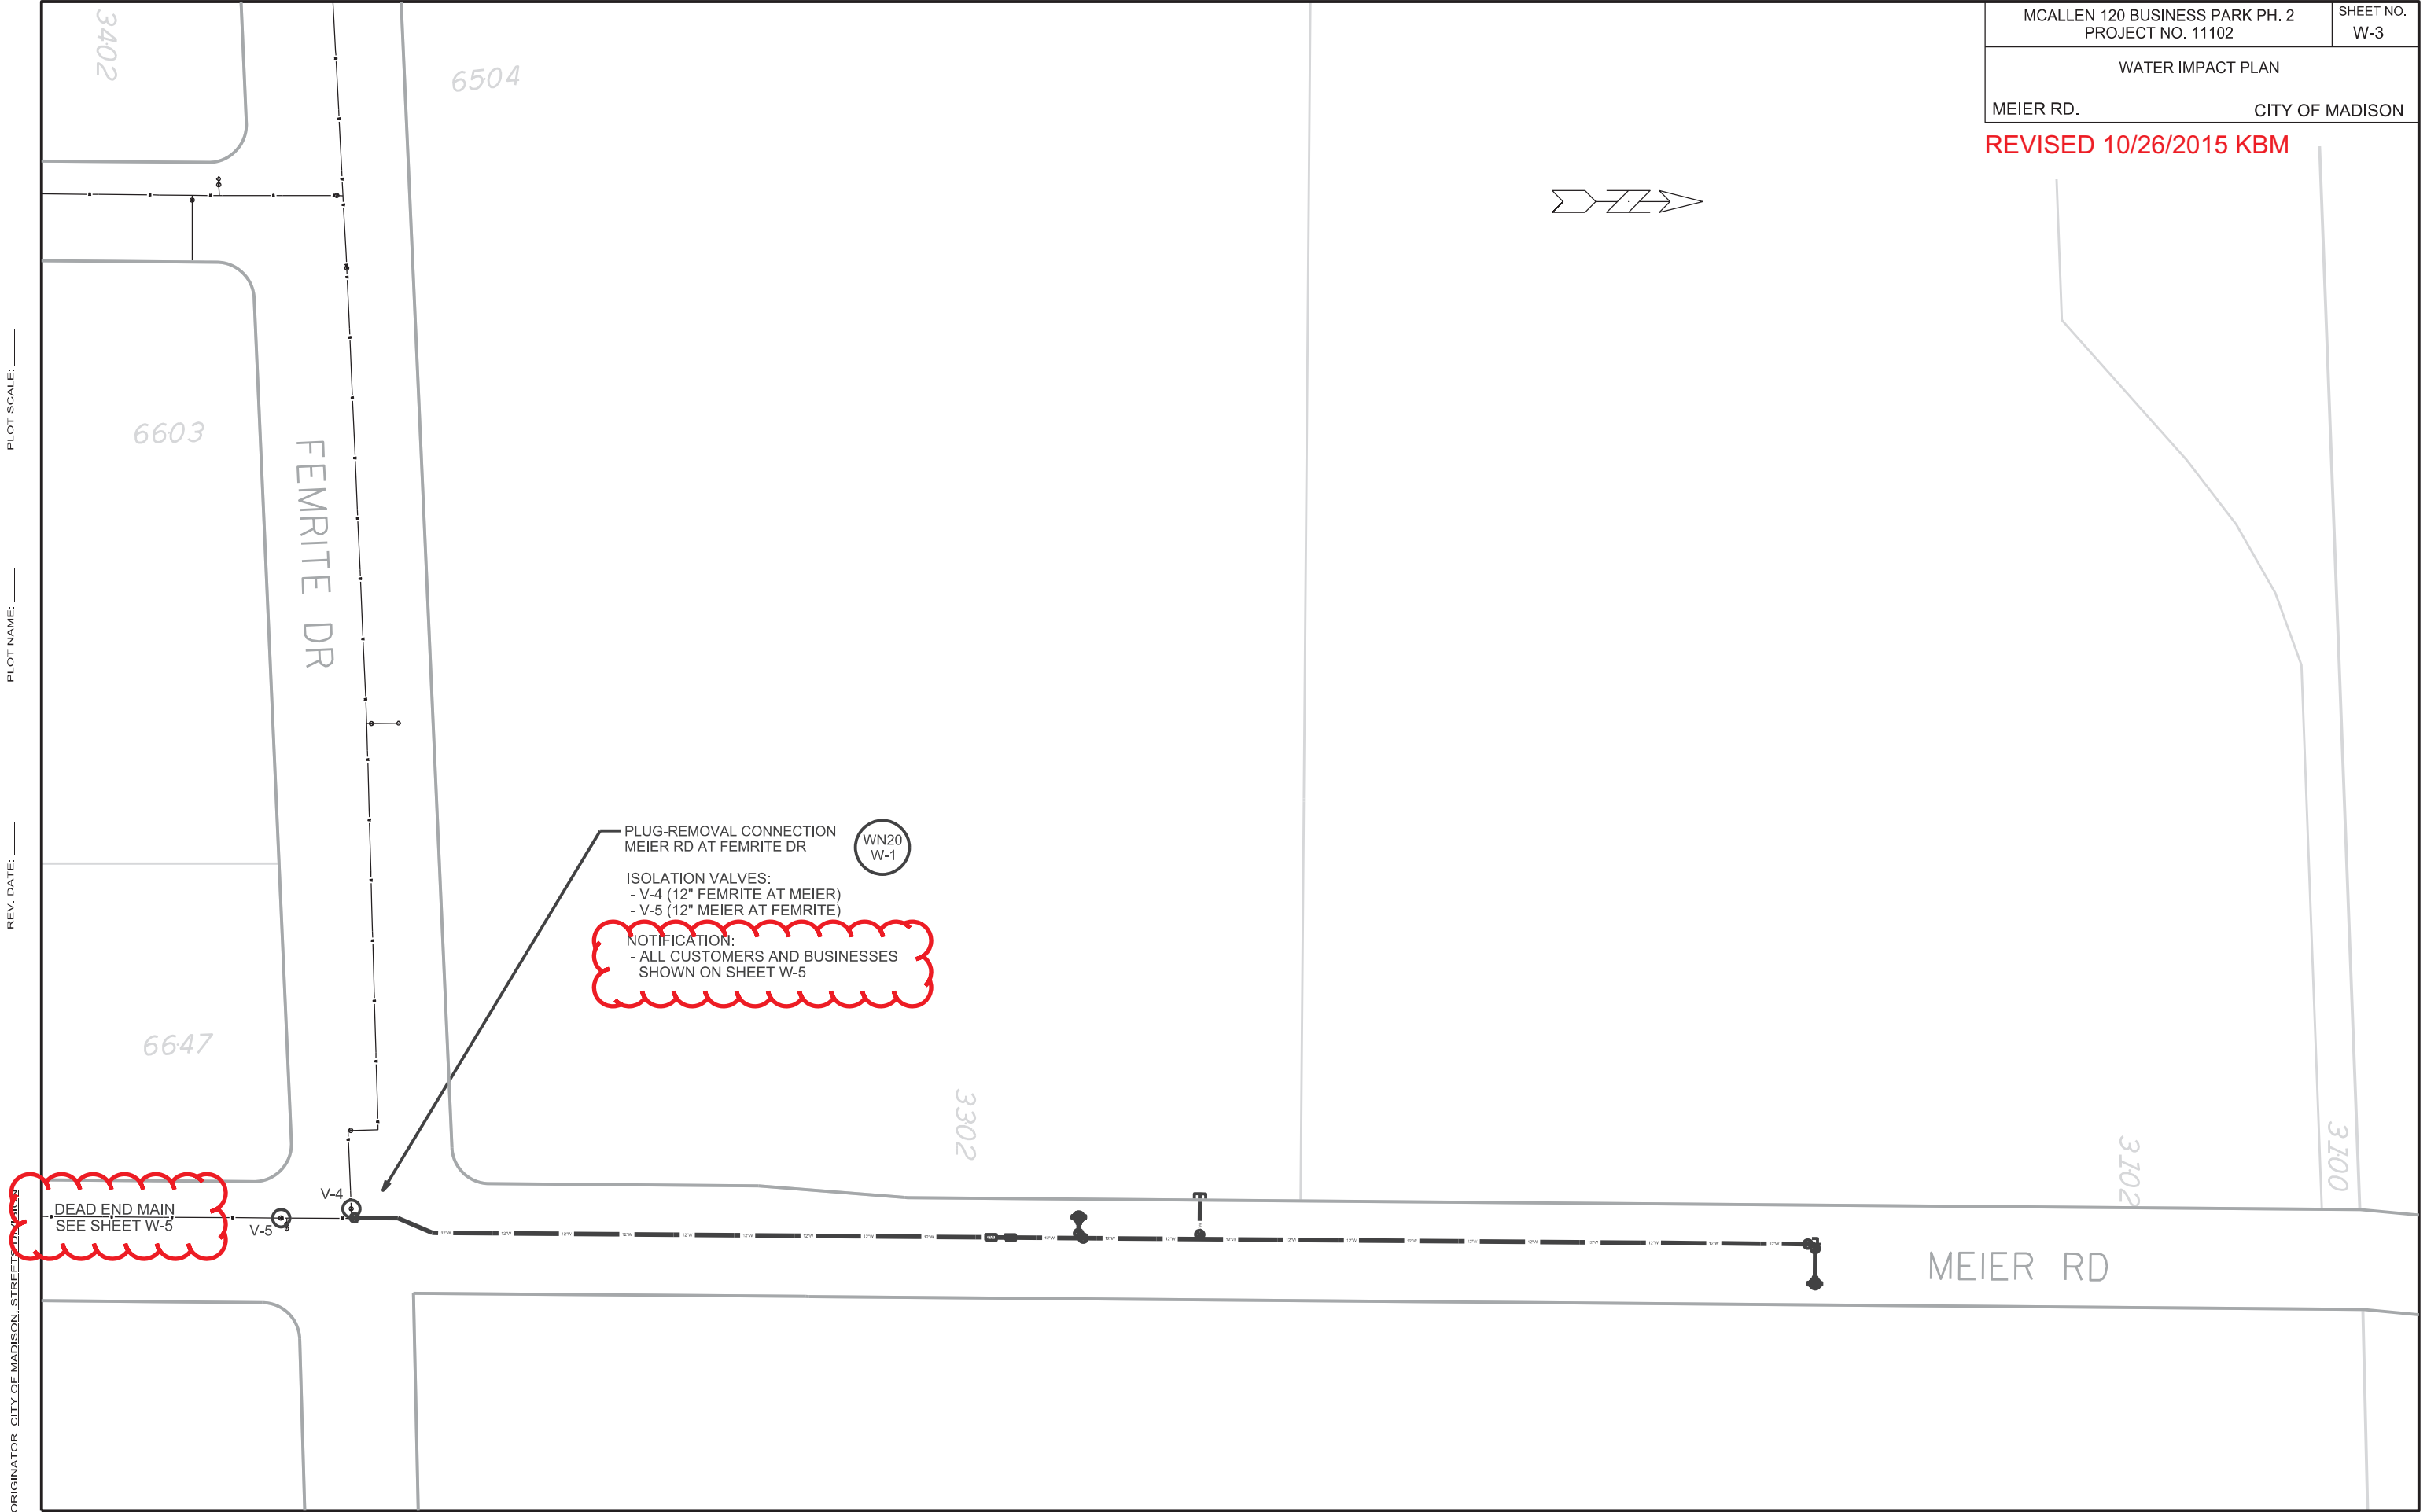 MCALLEN 120 BUSINESS PARK PH. 2
PROJECT NO. 11102
SHEET NO.
W-3
WATER IMPACT PLAN
MEIER RD.
CITY OF MADISON
REVISED 10/26/2015 KBM
3402
6504
6603
FEMRITE DR
PLOT SCALE:
PLOT NAME:
REV. DATE:
ORIGINATOR: CITY OF MADISON, STREETS DIVISION
PLUG-REMOVAL CONNECTION
MEIER RD AT FEMRITE DR
WN20
W-1
ISOLATION VALVES:
- V-4 (12" FEMRITE AT MEIER)
- V-5 (12" MEIER AT FEMRITE)
NOTIFICATION:
- ALL CUSTOMERS AND BUSINESSES
SHOWN ON SHEET W-5
6647
3302
3102
3100
DEAD END MAIN
SEE SHEET W-5
V-4
V-5
MEIER RD